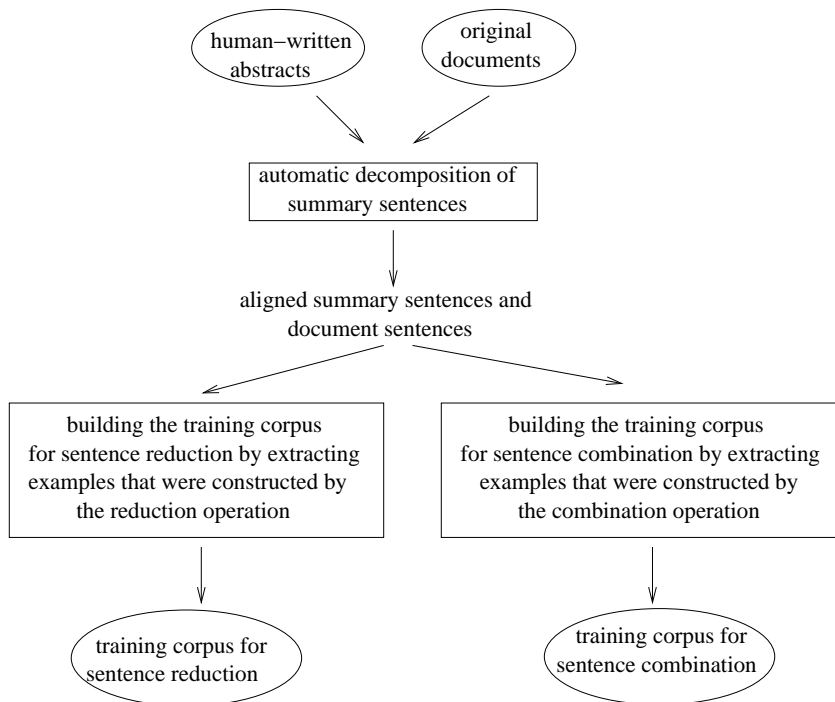 human−written
abstracts
original
documents
automatic decomposition of
summary sentences
aligned summary sentences and
document sentences
building the training corpus
for sentence reduction by extracting
examples that were constructed by
the reduction operation
building the training corpus
for sentence combination by extracting
examples that were constructed by
the combination operation
training corpus for
sentence reduction
training corpus for
sentence combination